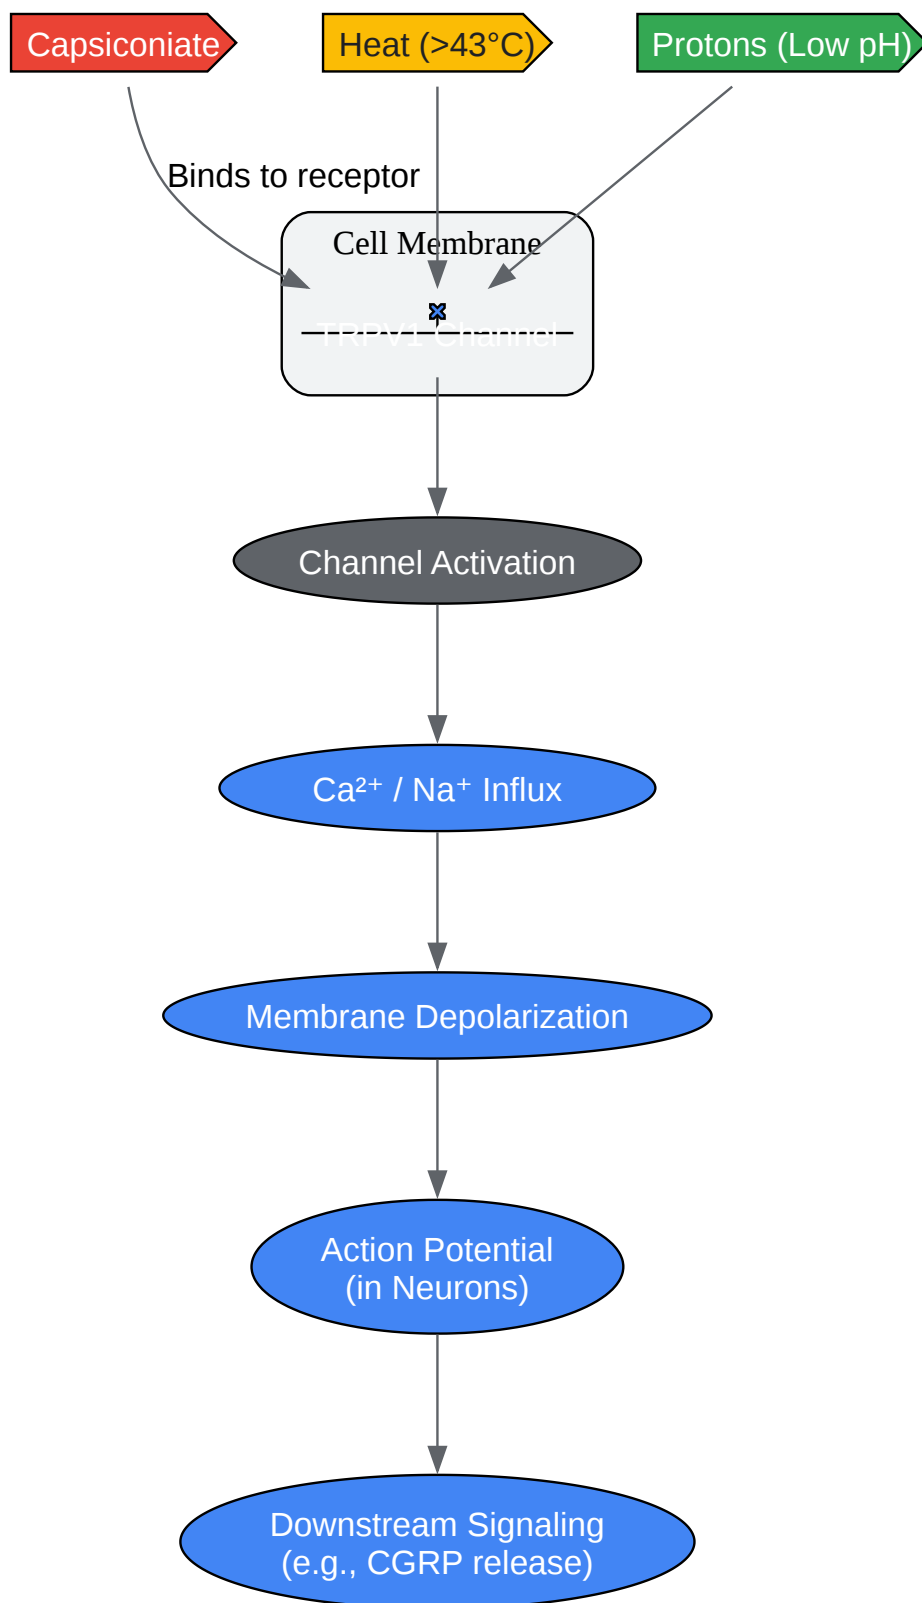 Capsiconiate
Heat (>43°C)
Protons (Low pH)
Binds to receptor
Cell Membrane
TRPV1 Channel
Channel Activation
Ca²⁺ / Na⁺ Influx
Membrane Depolarization
Action Potential
(in Neurons)
Downstream Signaling
(e.g., CGRP release)